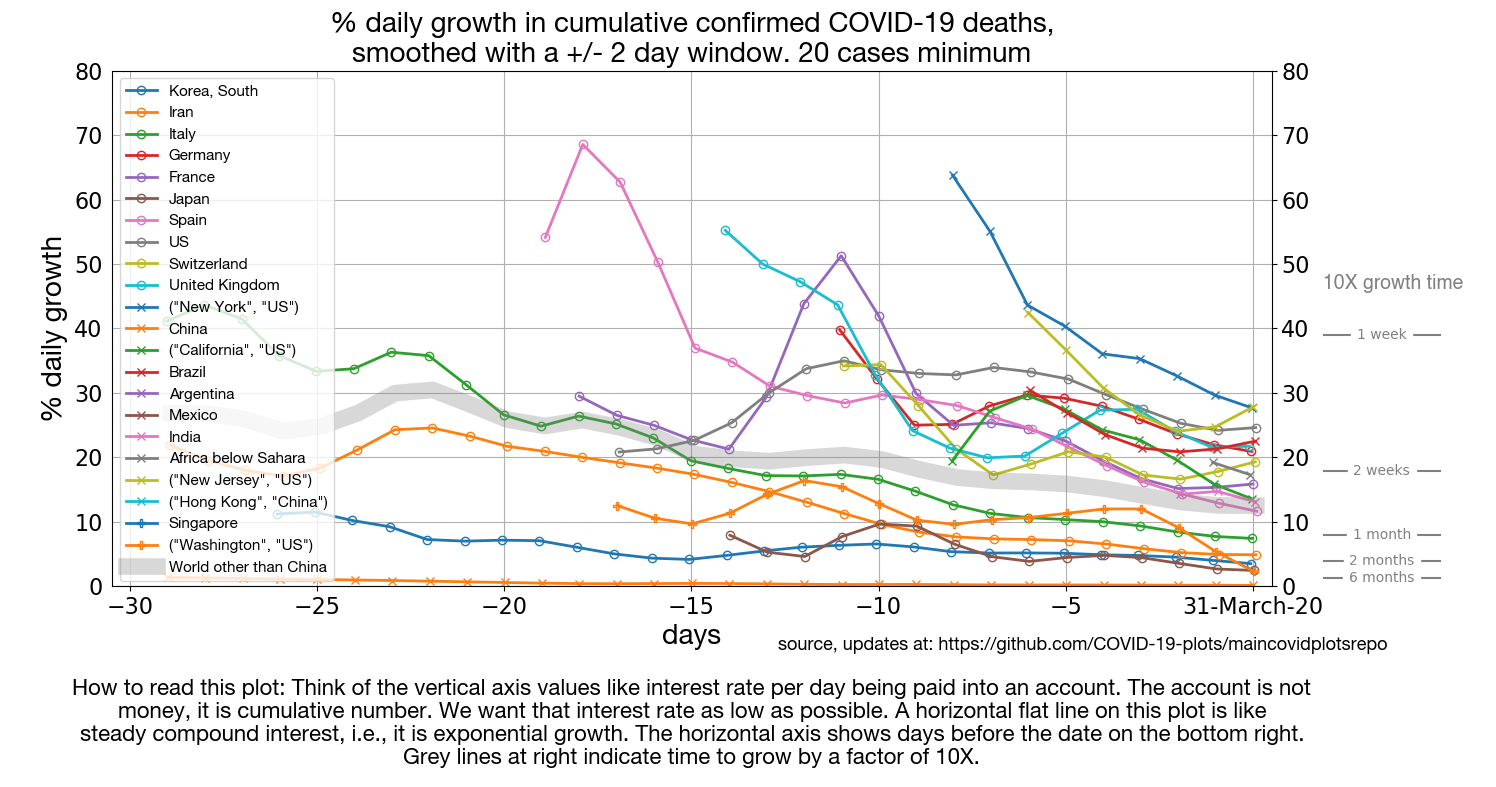 % daily growth in cumulative confirmed COVID-19 deaths,
smoothed with a +/- 2 day window. 20 cases minimum
80
70
60
50
40
30
20
10
0
% daily growth
Korea, South
Iran
Italy
Germany
France
Japan
Spain
US
Switzerland
United Kingdom
("New York", "US")
China
("California", "US")
Brazil
Argentina
Mexico
India
Africa below Sahara
("New Jersey", "US")
("Hong Kong", "China")
Singapore
("Washington", "US")
World other than China
80
70
60
50
40
30
20
10
0
10X growth time
1 week
2 weeks
1 month
2 months
6 months
−30 −25 −20 −15 −10 −5 31-March-20
days
source, updates at: https://github.com/COVID-19-plots/maincovidplotsrepo
How to read this plot: Think of the vertical axis values like interest rate per day being paid into an account. The account is not
money, it is cumulative number. We want that interest rate as low as possible. A horizontal flat line on this plot is like
steady compound interest, i.e., it is exponential growth. The horizontal axis shows days before the date on the bottom right.
Grey lines at right indicate time to grow by a factor of 10X.